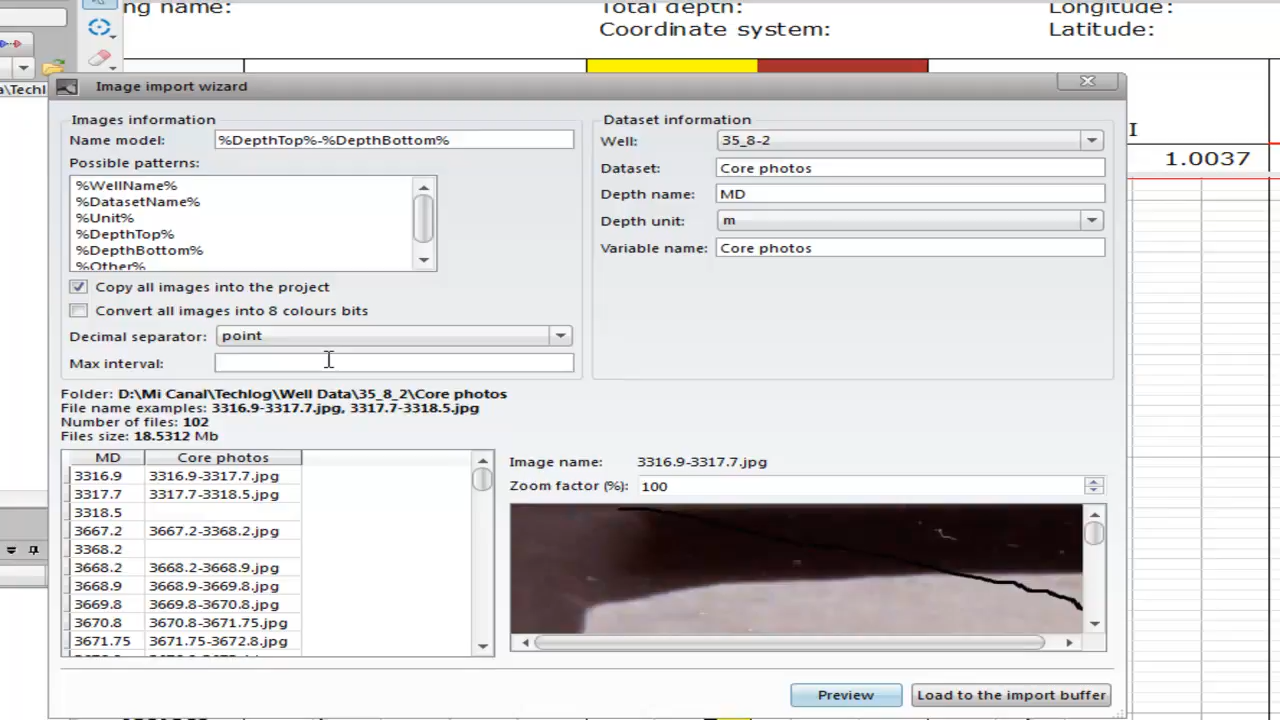 ng name:
Total depth:
Longitude:
Coordinate system:
Latitude:
a\Techl
Image import wizard
I
1.0037
Images information
Name model: %DepthTop%-%DepthBottom%
Possible patterns:
%WellName%
%DatasetName%
%Unit%
%DepthTop%
%DepthBottom%
%Other%
Copy all images into the project
Convert all images into 8 colours bits
Decimal separator: point
Max interval:
Dataset information
Well: 35_8-2
Dataset: Core photos
Depth name: MD
Depth unit: m
Variable name: Core photos
Folder: D:\Mi Canal\Techlog\Well Data\35_8_2\Core photos
File name examples: 3316.9-3317.7.jpg, 3317.7-3318.5.jpg
Number of files: 102
Files size: 18.5312 Mb
MD Core photos
3316.9 3316.9-3317.7.jpg
3317.7 3317.7-3318.5.jpg
3318.5
3667.2 3667.2-3368.2.jpg
3368.2
3668.2 3668.2-3668.9.jpg
3668.9 3668.9-3669.8.jpg
3669.8 3669.8-3670.8.jpg
3670.8 3670.8-3671.75.jpg
3671.75 3671.75-3672.8.jpg
Image name: 3316.9-3317.7.jpg
Zoom factor (%): 100
Preview
Load to the import buffer